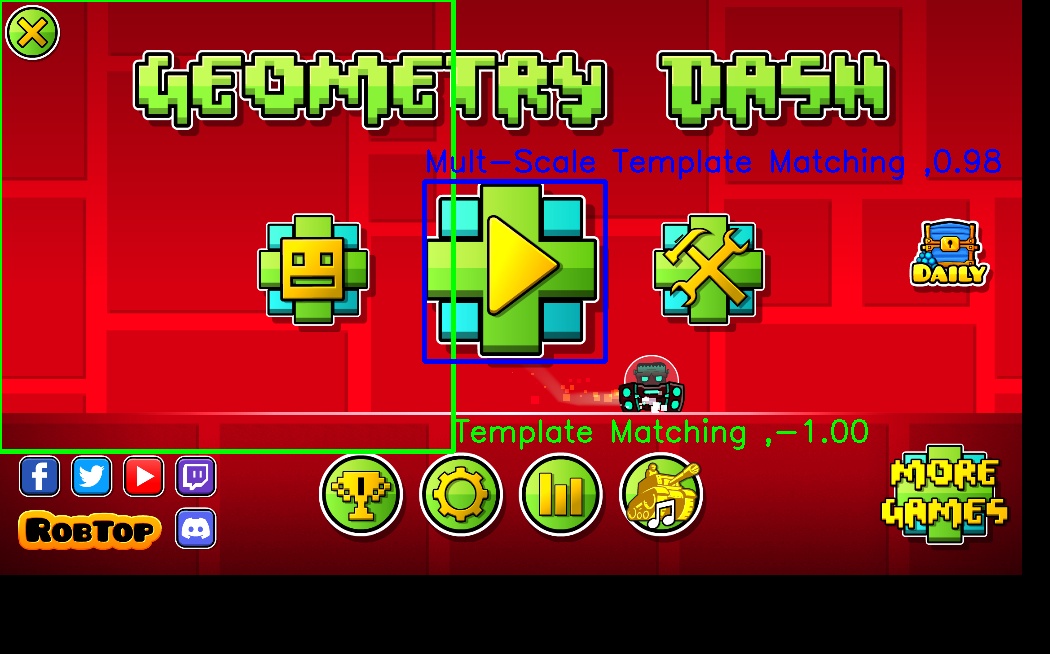 GEOMETRY DASH
Mult-Scale Template Matching ,0.98
DAILY
Template Matching ,-1.00
MORE
GAMES
ROBTOP